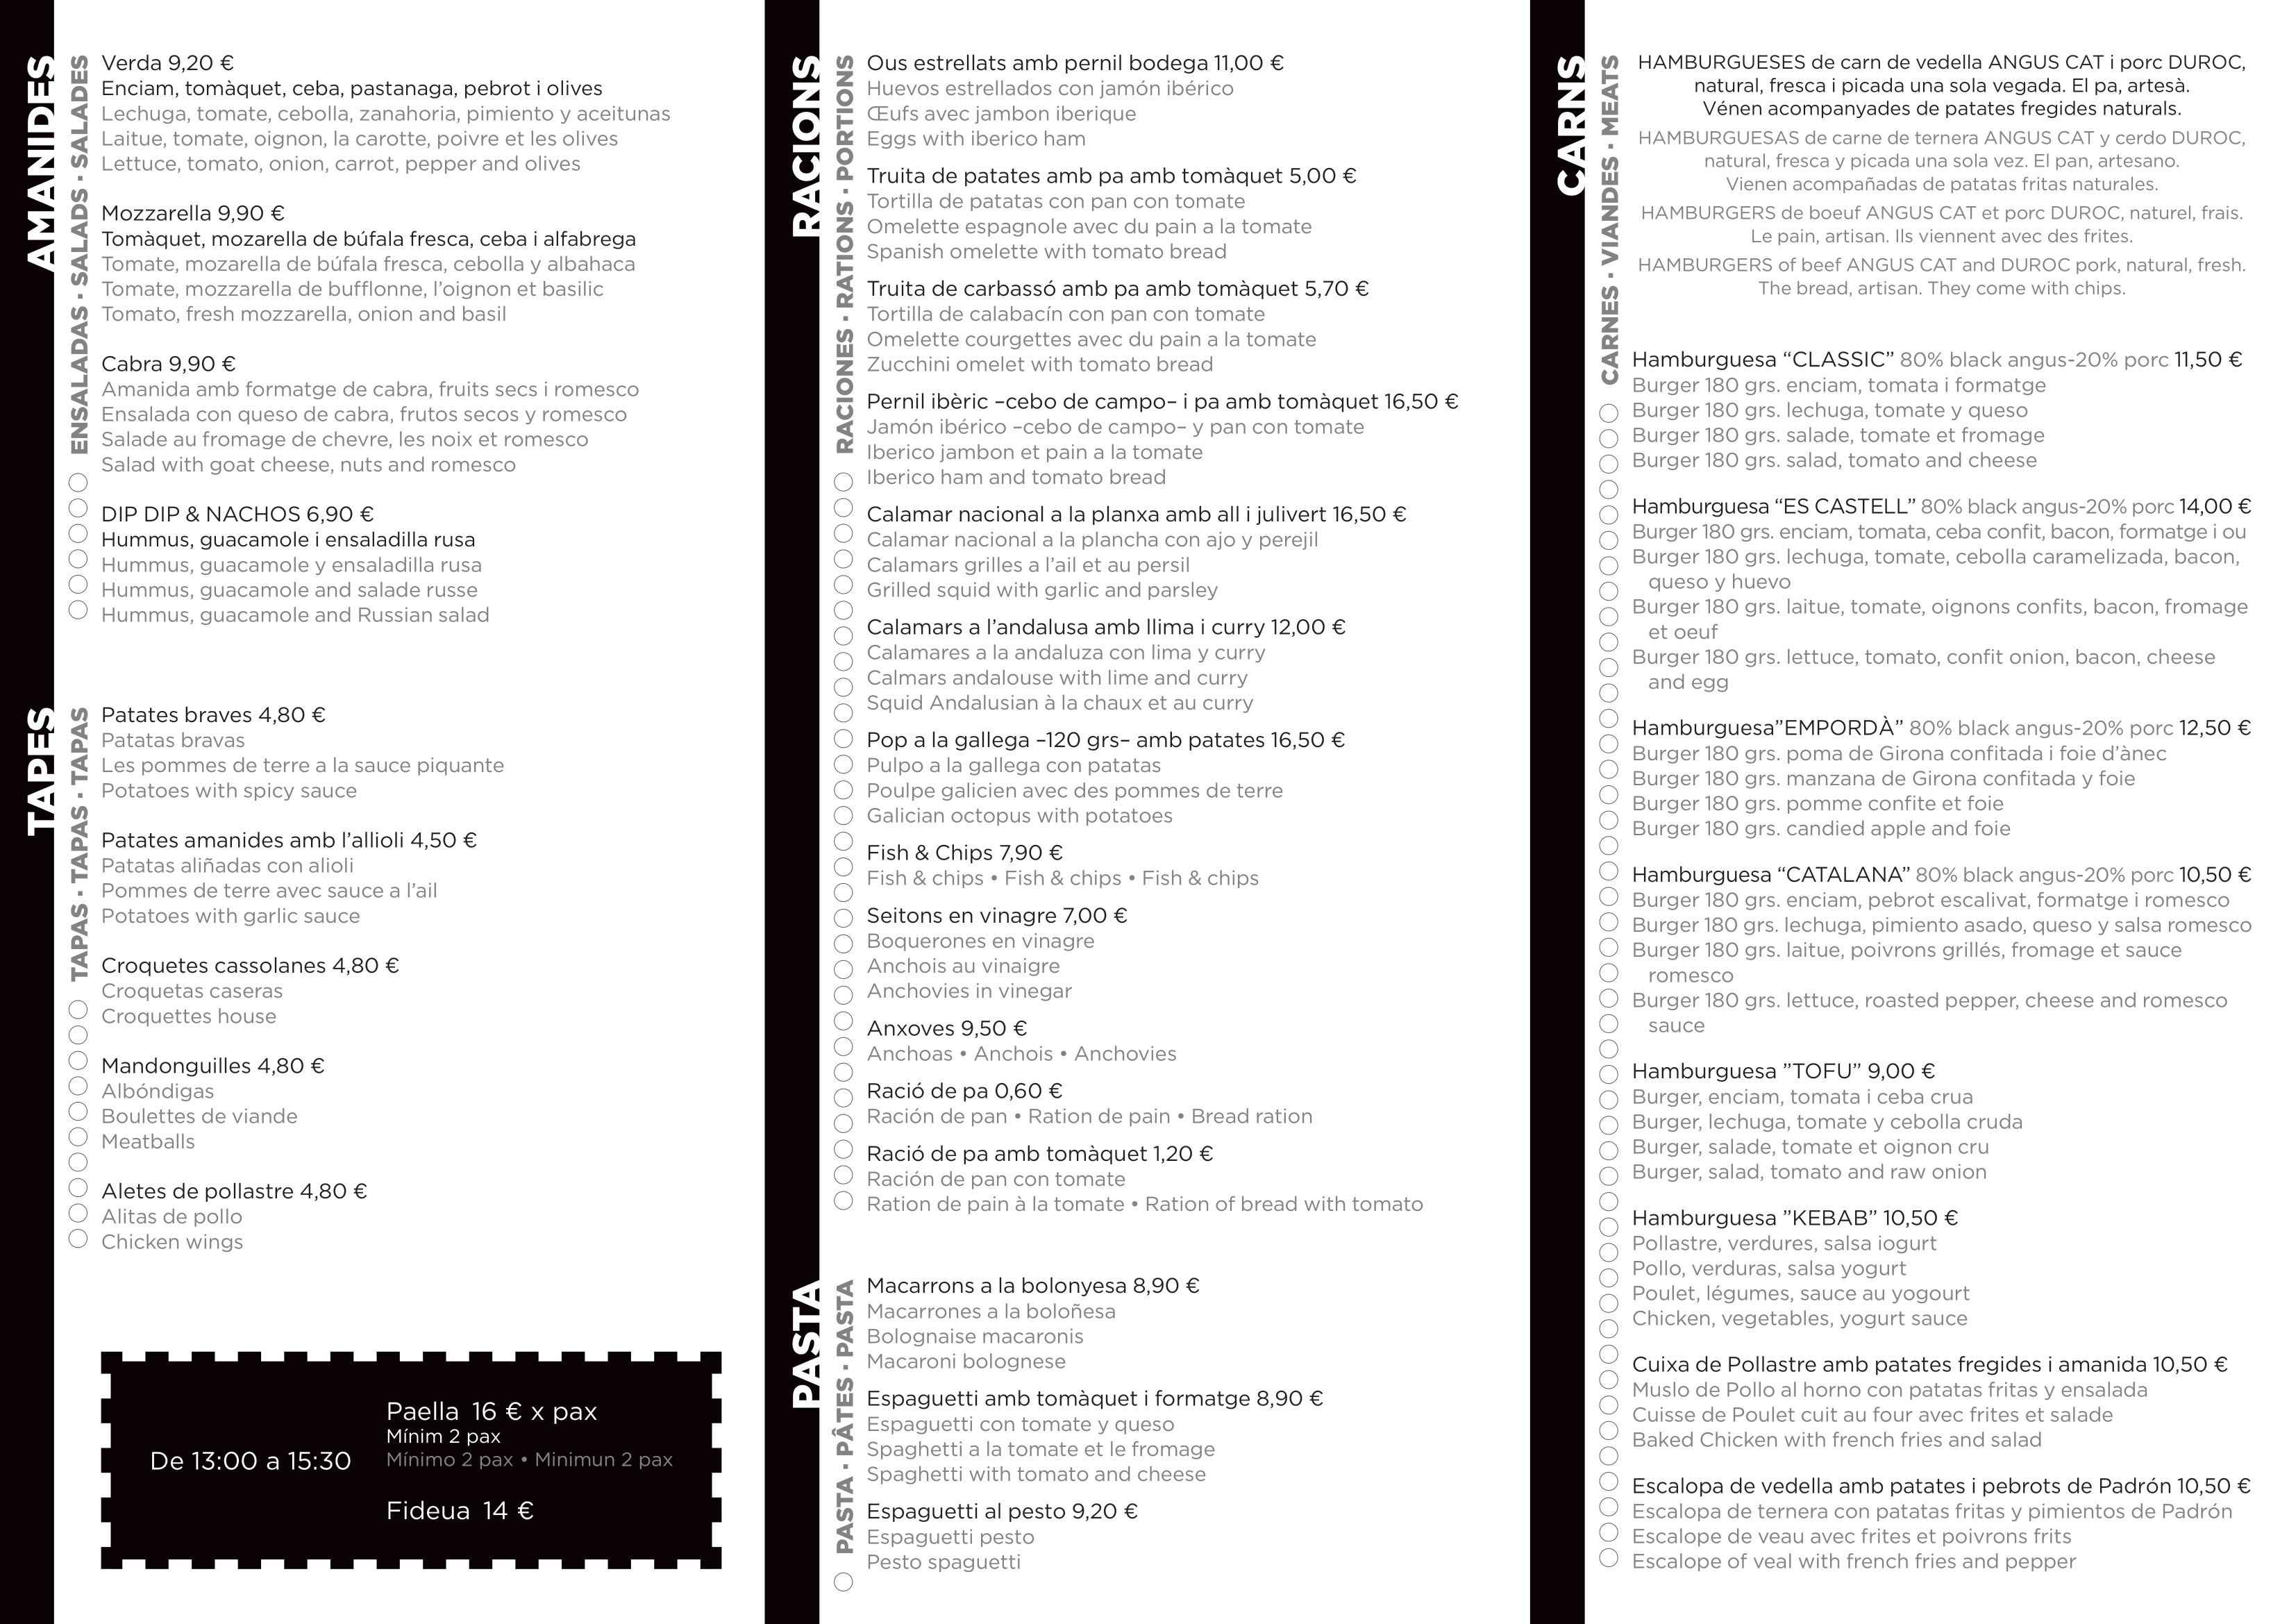 AMANIDES
ENSALADAS · SALADS · SALADES
Verda 9,20 €
Enciam, tomàquet, ceba, pastanaga, pebrot i olives
Lechuga, tomate, cebolla, zanahoria, pimiento y aceitunas
Laitue, tomate, oignon, la carotte, poivre et les olives
Lettuce, tomato, onion, carrot, pepper and olives
Mozzarella 9,90 €
Tomàquet, mozarella de búfala fresca, ceba i alfabrega
Tomate, mozarella de búfala fresca, cebolla y albahaca
Tomate, mozzarella de bufflonne, l’oignon et basilic
Tomato, fresh mozzarella, onion and basil
Cabra 9,90 €
Amanida amb formatge de cabra, fruits secs i romesco
Ensalada con queso de cabra, frutos secos y romesco
Salade au fromage de chevre, les noix et romesco
Salad with goat cheese, nuts and romesco
DIP DIP & NACHOS 6,90 €
Hummus, guacamole i ensaladilla rusa
Hummus, guacamole y ensaladilla rusa
Hummus, guacamole and salade russe
Hummus, guacamole and Russian salad
TAPES
TAPAS · TAPAS · TAPAS
Patates braves 4,80 €
Patatas bravas
Les pommes de terre a la sauce piquante
Potatoes with spicy sauce
Patates amanides amb l’allioli 4,50 €
Patatas aliñadas con alioli
Pommes de terre avec sauce a l’ail
Potatoes with garlic sauce
Croquetes cassolanes 4,80 €
Croquetas caseras
Croquettes house
Mandonguilles 4,80 €
Albóndigas
Boulettes de viande
Meatballs
Aletes de pollastre 4,80 €
Alitas de pollo
Chicken wings
De 13:00 a 15:30
Paella 16 € x pax
Mínim 2 pax
Mínimo 2 pax • Minimun 2 pax
Fideua 14 €
RACIONS
RACIONES · RATIONS · PORTIONS
Ous estrellats amb pernil bodega 11,00 €
Huevos estrellados con jamón ibérico
Œufs avec jambon iberique
Eggs with iberico ham
Truita de patates amb pa amb tomàquet 5,00 €
Tortilla de patatas con pan con tomate
Omelette espagnole avec du pain a la tomate
Spanish omelette with tomato bread
Truita de carbassó amb pa amb tomàquet 5,70 €
Tortilla de calabacín con pan con tomate
Omelette courgettes avec du pain a la tomate
Zucchini omelet with tomato bread
Pernil ibèric –cebo de campo– i pa amb tomàquet 16,50 €
Jamón ibérico –cebo de campo– y pan con tomate
Iberico jambon et pain a la tomate
Iberico ham and tomato bread
Calamar nacional a la planxa amb all i julivert 16,50 €
Calamar nacional a la plancha con ajo y perejil
Calamars grilles a l’ail et au persil
Grilled squid with garlic and parsley
Calamars a l’andalusa amb llima i curry 12,00 €
Calamares a la andaluza con lima y curry
Calmars andalouse with lime and curry
Squid Andalusian à la chaux et au curry
Pop a la gallega –120 grs– amb patates 16,50 €
Pulpo a la gallega con patatas
Poulpe galicien avec des pommes de terre
Galician octopus with potatoes
Fish & Chips 7,90 €
Fish & chips • Fish & chips • Fish & chips
Seitons en vinagre 7,00 €
Boquerones en vinagre
Anchois au vinaigre
Anchovies in vinegar
Anxoves 9,50 €
Anchoas • Anchois • Anchovies
Ració de pa 0,60 €
Ración de pan • Ration de pain • Bread ration
Ració de pa amb tomàquet 1,20 €
Ración de pan con tomate
Ration de pain à la tomate • Ration of bread with tomato
PASTA
PASTA · PÂTES · PASTA
Macarrons a la bolonyesa 8,90 €
Macarrones a la boloñesa
Bolognaise macaronis
Macaroni bolognese
Espaguetti amb tomàquet i formatge 8,90 €
Espaguetti con tomate y queso
Spaghetti a la tomate et le fromage
Spaghetti with tomato and cheese
Espaguetti al pesto 9,20 €
Espaguetti pesto
Pesto spaguetti
CARNS
CARNES · VIANDES · MEATS
HAMBURGUESES de carn de vedella ANGUS CAT i porc DUROC,
natural, fresca i picada una sola vegada. El pa, artesà.
Vénen acompanyades de patates fregides naturals.
HAMBURGUESAS de carne de ternera ANGUS CAT y cerdo DUROC,
natural, fresca y picada una sola vez. El pan, artesano.
Vienen acompañadas de patatas fritas naturales.
HAMBURGERS de boeuf ANGUS CAT et porc DUROC, naturel, frais.
Le pain, artisan. Ils viennent avec des frites.
HAMBURGERS of beef ANGUS CAT and DUROC pork, natural, fresh.
The bread, artisan. They come with chips.
Hamburguesa “CLASSIC” 80% black angus-20% porc 11,50 €
Burger 180 grs. enciam, tomata i formatge
Burger 180 grs. lechuga, tomate y queso
Burger 180 grs. salade, tomate et fromage
Burger 180 grs. salad, tomato and cheese
Hamburguesa “ES CASTELL” 80% black angus-20% porc 14,00 €
Burger 180 grs. enciam, tomata, ceba confit, bacon, formatge i ou
Burger 180 grs. lechuga, tomate, cebolla caramelizada, bacon,
queso y huevo
Burger 180 grs. laitue, tomate, oignons confits, bacon, fromage
et oeuf
Burger 180 grs. lettuce, tomato, confit onion, bacon, cheese
and egg
Hamburguesa”EMPORDÀ” 80% black angus-20% porc 12,50 €
Burger 180 grs. poma de Girona confitada i foie d’ànec
Burger 180 grs. manzana de Girona confitada y foie
Burger 180 grs. pomme confite et foie
Burger 180 grs. candied apple and foie
Hamburguesa “CATALANA” 80% black angus-20% porc 10,50 €
Burger 180 grs. enciam, pebrot escalivat, formatge i romesco
Burger 180 grs. lechuga, pimiento asado, queso y salsa romesco
Burger 180 grs. laitue, poivrons grillés, fromage et sauce
romesco
Burger 180 grs. lettuce, roasted pepper, cheese and romesco
sauce
Hamburguesa ”TOFU” 9,00 €
Burger, enciam, tomata i ceba crua
Burger, lechuga, tomate y cebolla cruda
Burger, salade, tomate et oignon cru
Burger, salad, tomato and raw onion
Hamburguesa ”KEBAB” 10,50 €
Pollastre, verdures, salsa iogurt
Pollo, verduras, salsa yogurt
Poulet, légumes, sauce au yogourt
Chicken, vegetables, yogurt sauce
Cuixa de Pollastre amb patates fregides i amanida 10,50 €
Muslo de Pollo al horno con patatas fritas y ensalada
Cuisse de Poulet cuit au four avec frites et salade
Baked Chicken with french fries and salad
Escalopa de vedella amb patates i pebrots de Padrón 10,50 €
Escalopa de ternera con patatas fritas y pimientos de Padrón
Escalope de veau avec frites et poivrons frits
Escalope of veal with french fries and pepper